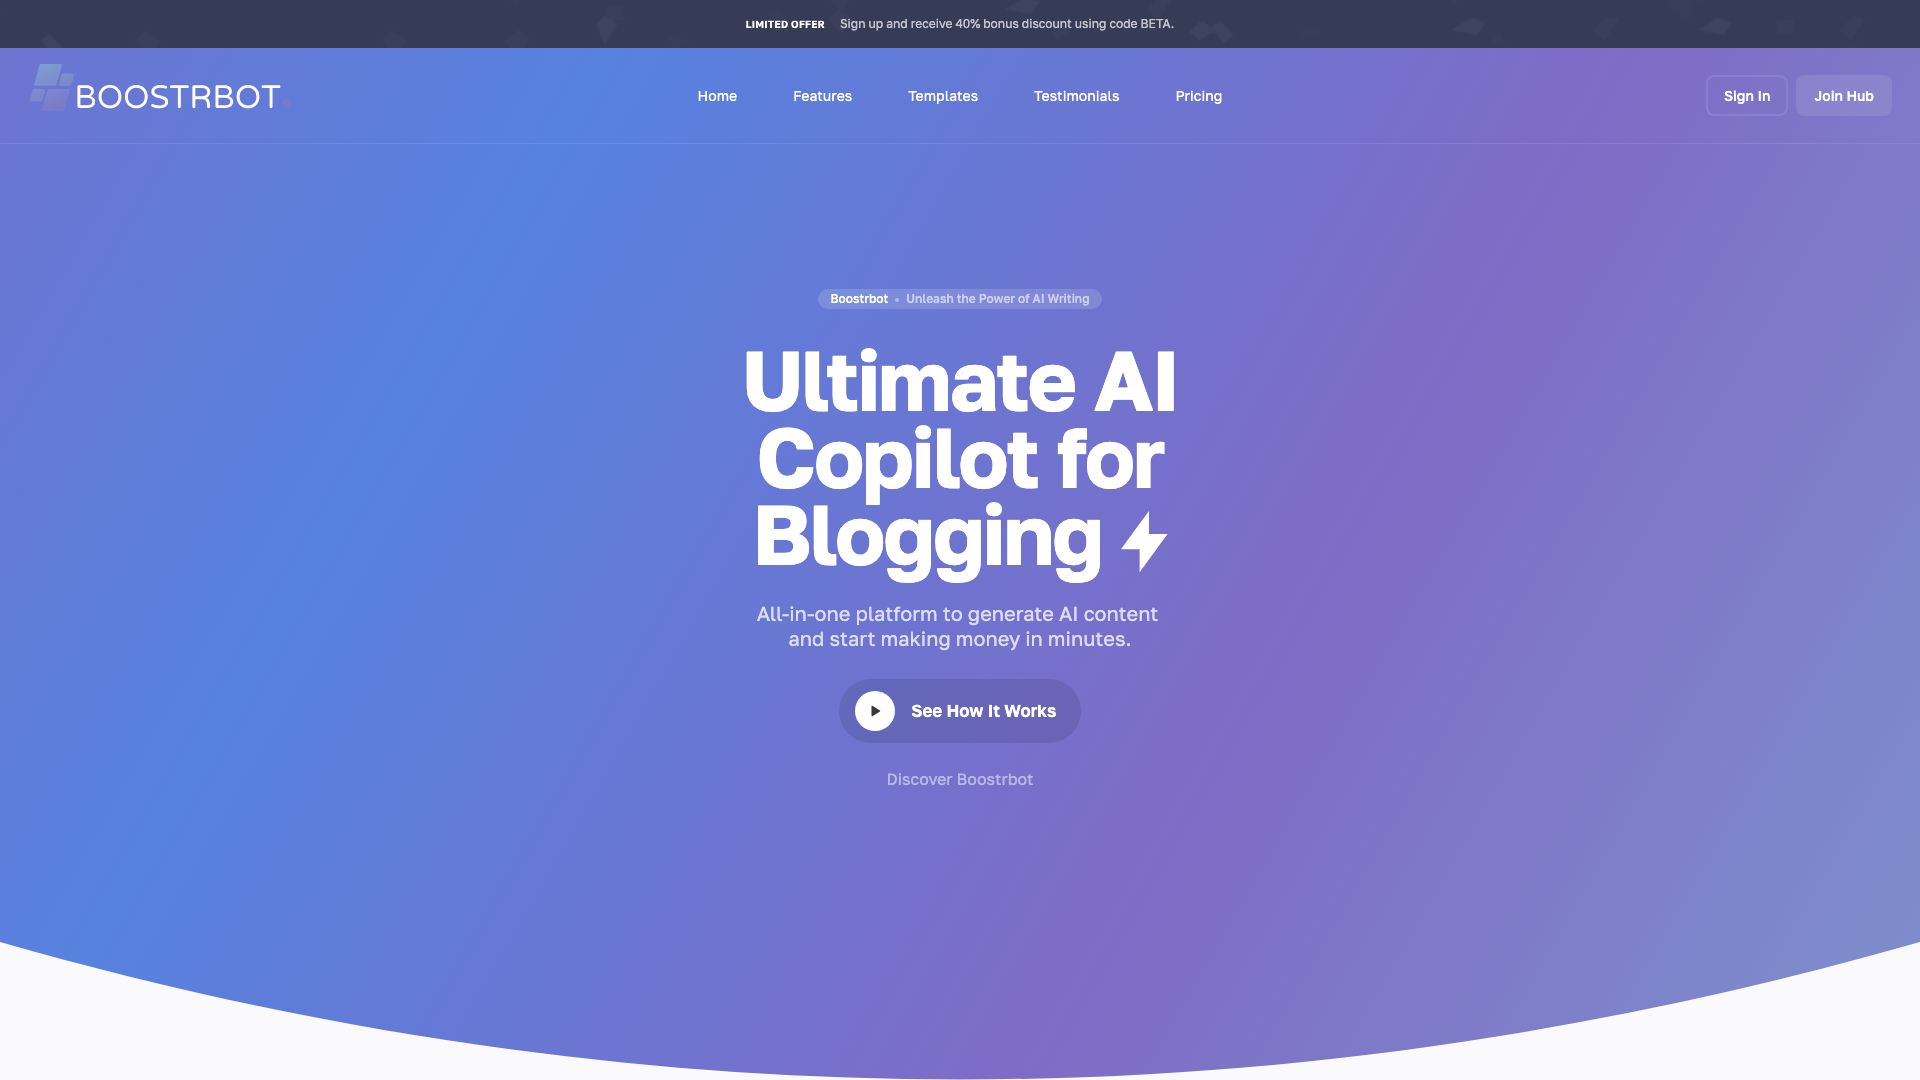 LIMITED OFFER Sign up and receive 40% bonus discount using code BETA.
BOOSTRBOT
Home Features Templates Testimonials Pricing
Sign In Join Hub
Boostrbot • Unleash the Power of AI Writing
Ultimate AI
Copilot for
Blogging
All-in-one platform to generate AI content
and start making money in minutes.
See How It Works
Discover Boostrbot